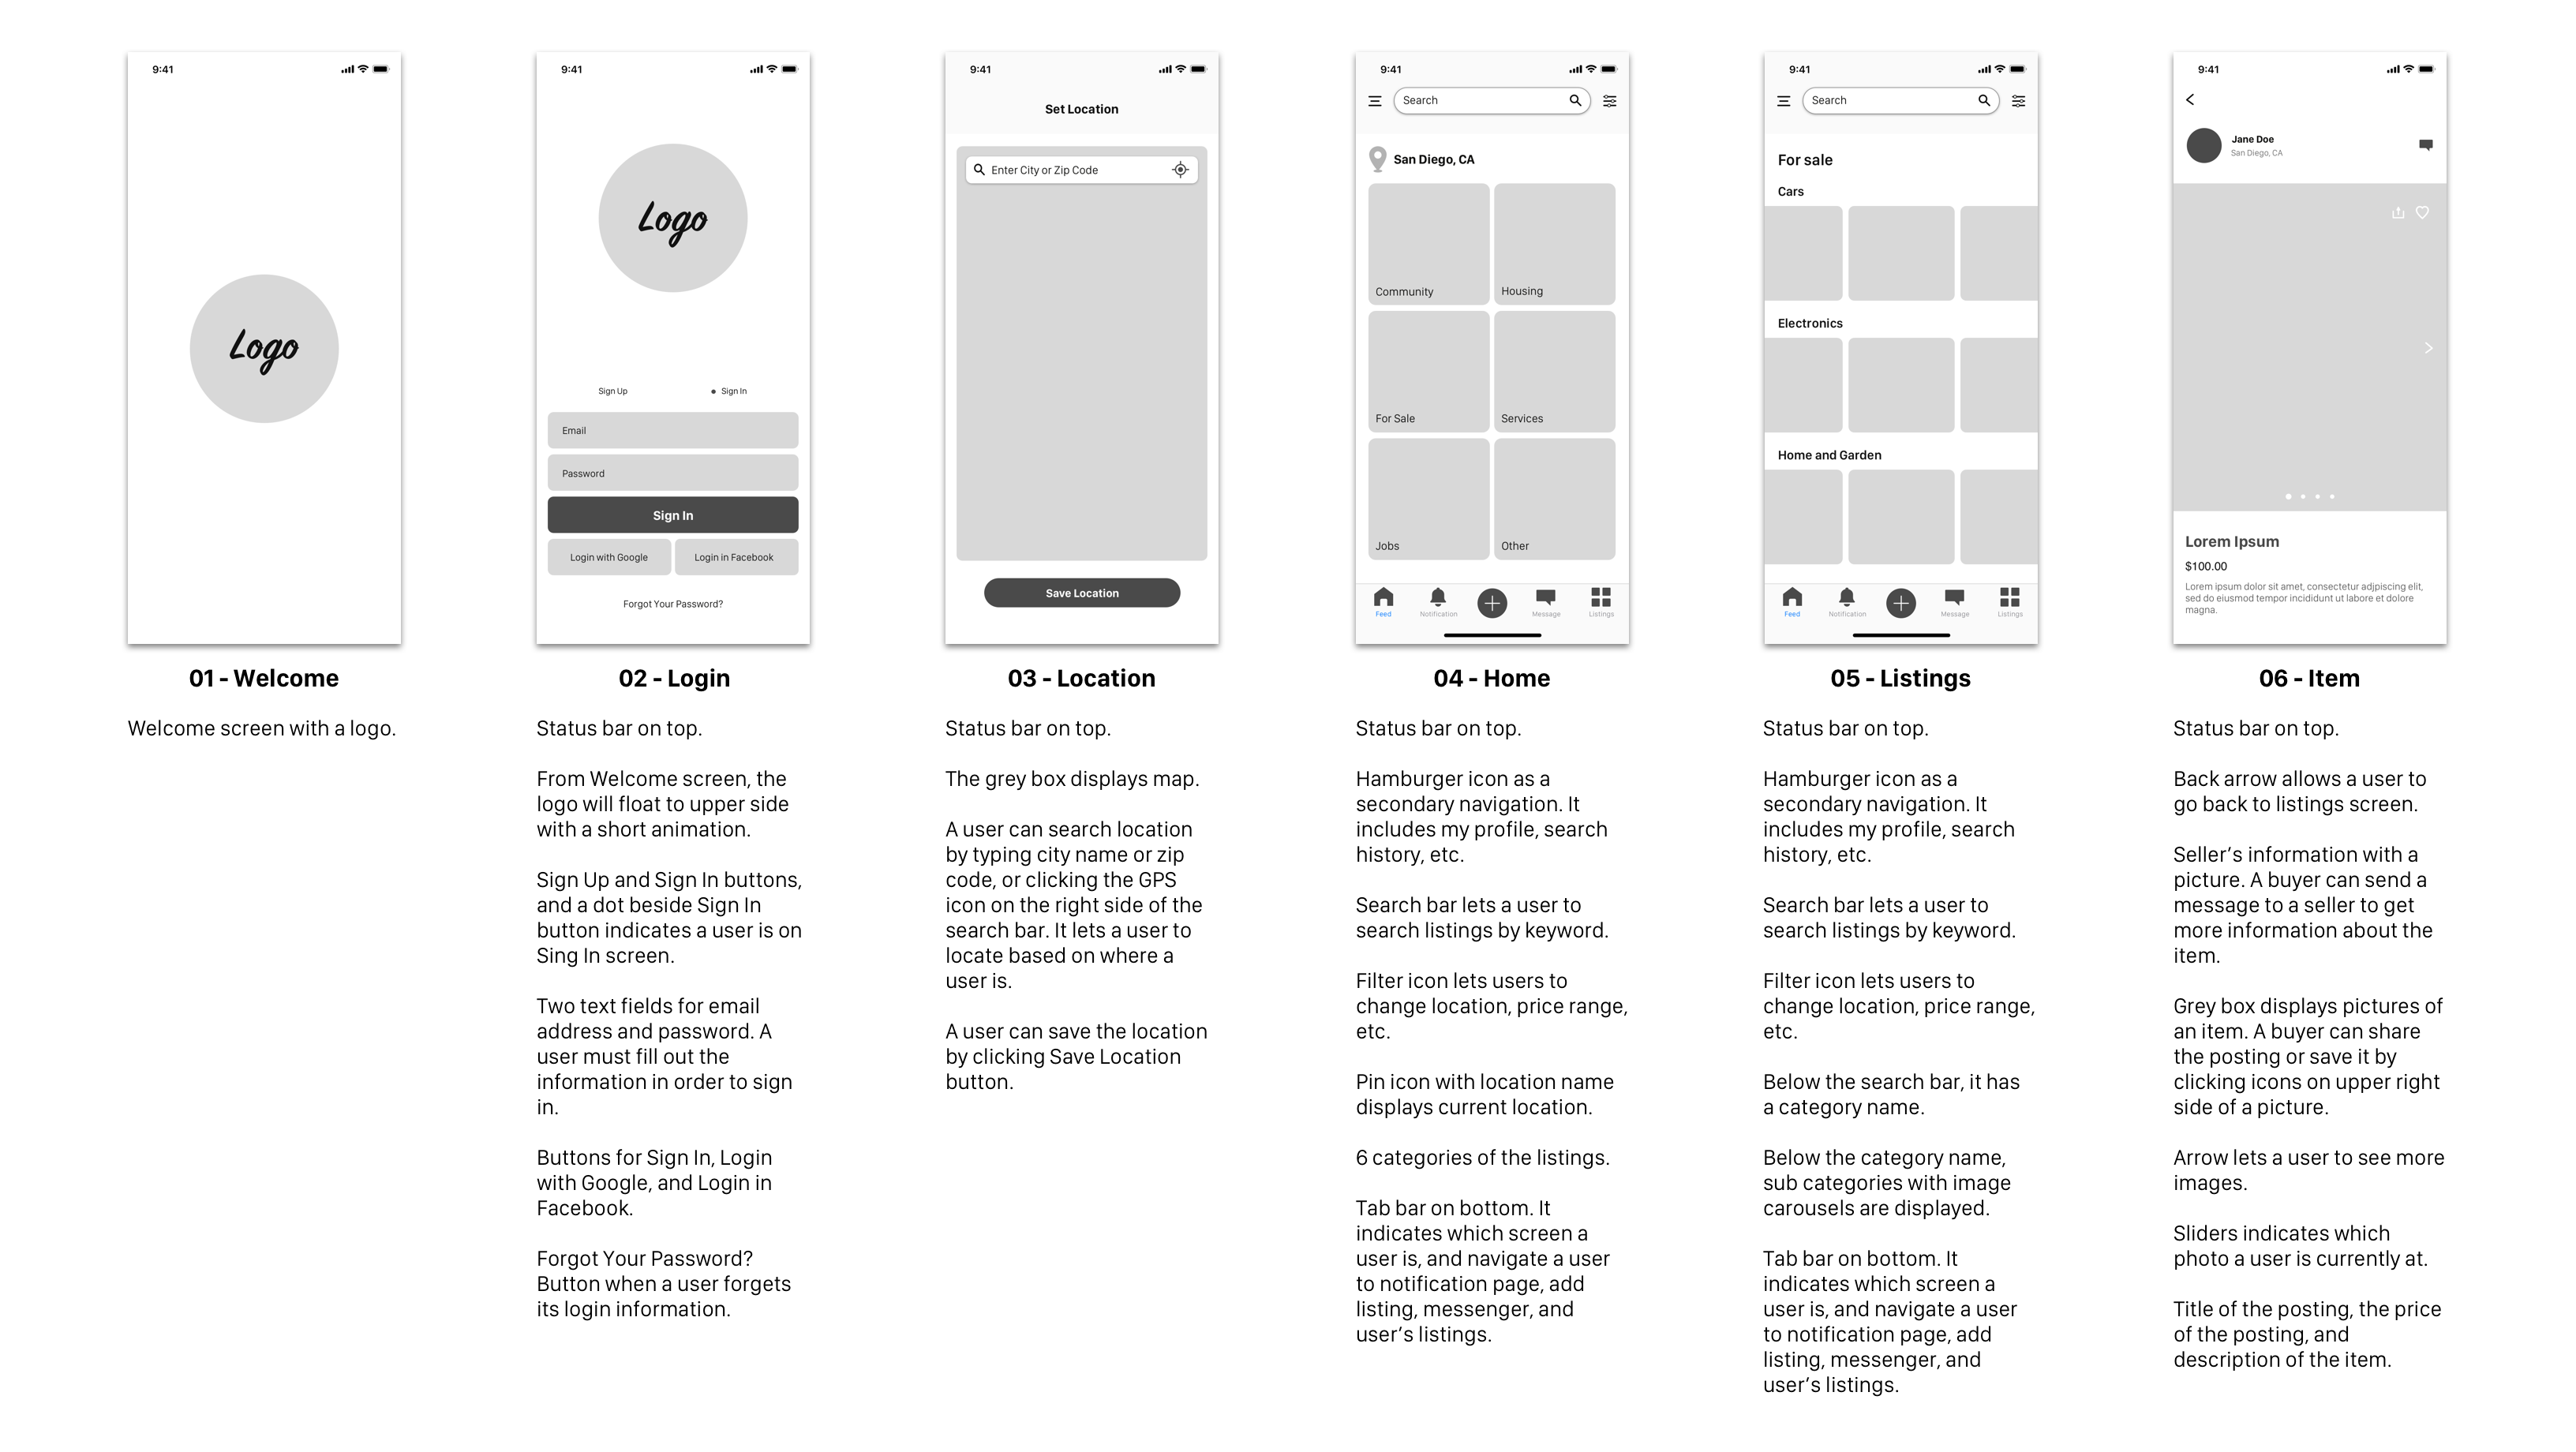 9:41
Logo
01 - Welcome
Welcome screen with a logo.
9:41
Logo
Sign Up
Sign In
Email
Password
Sign In
Login with Google
Login in Facebook
Forgot Your Password?
02 - Login
Status bar on top.
From Welcome screen, the
logo will float to upper side
with a short animation.
Sign Up and Sign In buttons,
and a dot beside Sign In
button indicates a user is on
Sing In screen.
Two text fields for email
address and password. A
user must fill out the
information in order to sign
in.
Buttons for Sign In, Login
with Google, and Login in
Facebook.
Forgot Your Password?
Button when a user forgets
its login information.
9:41
Set Location
Enter City or Zip Code
Save Location
03 - Location
Status bar on top.
The grey box displays map.
A user can search location
by typing city name or zip
code, or clicking the GPS
icon on the right side of the
search bar. It lets a user to
locate based on where a
user is.
A user can save the location
by clicking Save Location
button.
9:41
Search
San Diego, CA
Community
Housing
For Sale
Services
Jobs
Other
Feed
Notification
Message
Listings
04 - Home
Status bar on top.
Hamburger icon as a
secondary navigation. It
includes my profile, search
history, etc.
Search bar lets a user to
search listings by keyword.
Filter icon lets users to
change location, price range,
etc.
Pin icon with location name
displays current location.
6 categories of the listings.
Tab bar on bottom. It
indicates which screen a
user is, and navigate a user
to notification page, add
listing, messenger, and
user's listings.
9:41
Search
For sale
Cars
Electronics
Home and Garden
Feed
Notification
Message
Listings
05 - Listings
Status bar on top.
Hamburger icon as a
secondary navigation. It
includes my profile, search
history, etc.
Search bar lets a user to
search listings by keyword.
Filter icon lets users to
change location, price range,
etc.
Below the search bar, it has
a category name.
Below the category name,
sub categories with image
carousels are displayed.
Tab bar on bottom. It
indicates which screen a
user is, and navigate a user
to notification page, add
listing, messenger, and
user's listings.
9:41
Jane Doe
San Diego, CA
Lorem Ipsum
$100.00
Lorem ipsum dolor sit amet, consectetur adjpiscing elit,
sed do eiusmod tempor incididunt ut labore et dolore
magna.
06 - Item
Status bar on top.
Back arrow allows a user to
go back to listings screen.
Seller's information with a
picture. A buyer can send a
message to a seller to get
more information about the
item.
Grey box displays pictures of
an item. A buyer can share
the posting or save it by
clicking icons on upper right
side of a picture.
Arrow lets a user to see more
images.
Sliders indicates which
photo a user is currently at.
Title of the posting, the price
of the posting, and
description of the item.